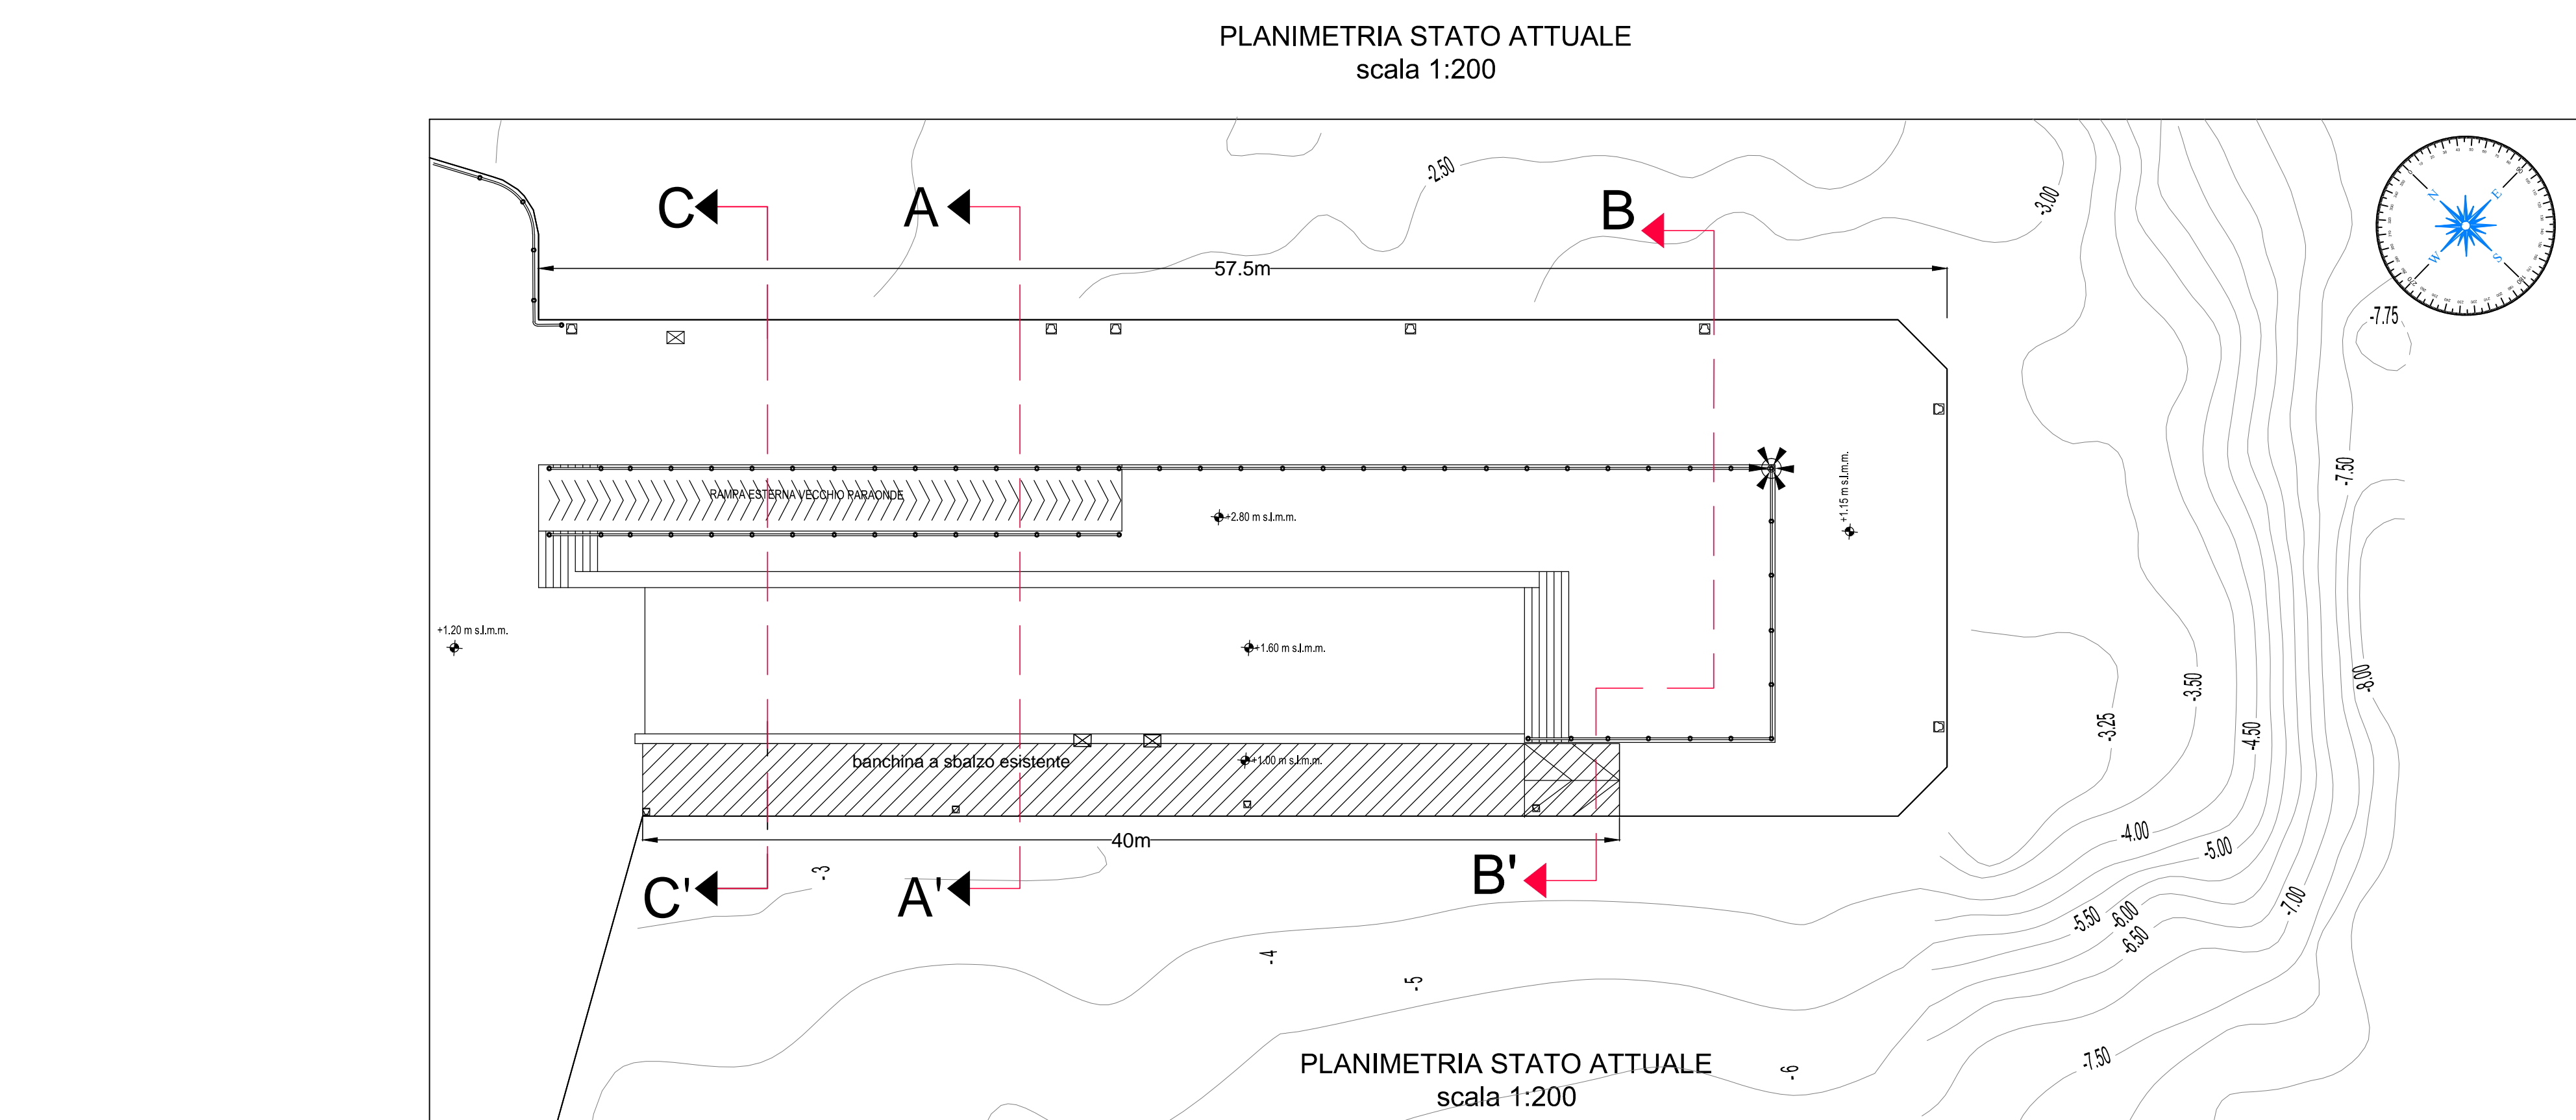 PLANIMETRIA STATO ATTUALE
scala 1:200
-2.50
-3.00
N
E
W
S
C
A
B
57.5m
-7.75
RAMPA ESTERNA VECCHIO PARAONDE
+2.80 m s.l.m.m.
+1.15 m s.l.m.m.
-7.50
+1.20 m s.l.m.m.
+1.60 m s.l.m.m.
-8.00
-3.50
-3.25
-4.50
banchina a sbalzo esistente
+1.00 m s.l.m.m.
40m
-4.00
-5.00
C'
A'
B'
-3
-7.00
-5.50
-6.00
-6.50
-4
-5
PLANIMETRIA STATO ATTUALE
scala 1:200
-6
-7.50